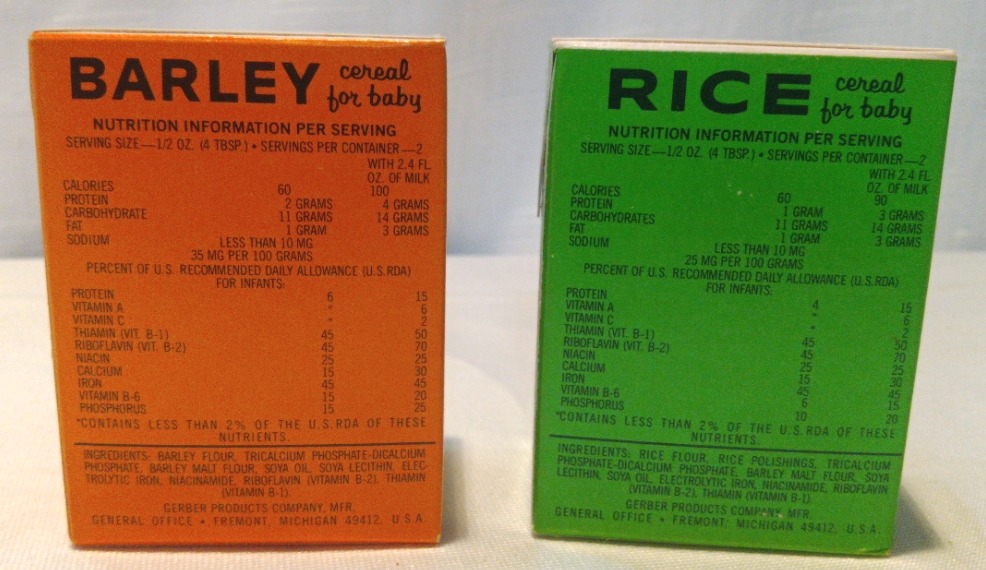 BARLEY cereal for baby
NUTRITION INFORMATION PER SERVING
SERVING SIZE—1/2 OZ. (4 TBSP.) • SERVINGS PER CONTAINER—2
WITH 2.4 FL.
OZ. OF MILK
CALORIES 60 100
PROTEIN 2 GRAMS 4 GRAMS
CARBOHYDRATE 11 GRAMS 14 GRAMS
FAT 1 GRAM 3 GRAMS
SODIUM LESS THAN 10 MG
35 MG PER 100 GRAMS
PERCENT OF U.S. RECOMMENDED DAILY ALLOWANCE (U.S.RDA)
FOR INFANTS:
PROTEIN 6 15
VITAMIN A * 6
VITAMIN C * 2
THIAMIN (VIT. B-1) 45 50
RIBOFLAVIN (VIT. B-2) 45 70
NIACIN 25 25
CALCIUM 15 30
IRON 45 45
VITAMIN B-6 15 20
PHOSPHORUS 15 25
*CONTAINS LESS THAN 2% OF THE U.S.RDA OF THESE
NUTRIENTS.
INGREDIENTS: BARLEY FLOUR, TRICALCIUM PHOSPHATE-DICALCIUM
PHOSPHATE, BARLEY MALT FLOUR, SOYA OIL, SOYA LECITHIN, ELEC-
TROLYTIC IRON, NIACINAMIDE, RIBOFLAVIN (VITAMIN B-2), THIAMIN
(VITAMIN B-1).
GERBER PRODUCTS COMPANY, MFR.
GENERAL OFFICE • FREMONT, MICHIGAN 49412, U.S.A.
RICE cereal for baby
NUTRITION INFORMATION PER SERVING
SERVING SIZE—1/2 OZ. (4 TBSP.) • SERVINGS PER CONTAINER—2
WITH 2.4 FL.
OZ. OF MILK
CALORIES 60 90
PROTEIN 1 GRAM 3 GRAMS
CARBOHYDRATES 11 GRAMS 14 GRAMS
FAT 1 GRAM 3 GRAMS
SODIUM LESS THAN 10 MG
25 MG PER 100 GRAMS
PERCENT OF U.S. RECOMMENDED DAILY ALLOWANCE (U.S.RDA)
FOR INFANTS:
PROTEIN 4 15
VITAMIN A * 6
VITAMIN C * 2
THIAMIN (VIT. B-1) 45 50
RIBOFLAVIN (VIT. B-2) 45 70
NIACIN 25 25
CALCIUM 15 30
IRON 45 45
VITAMIN B-6 6 15
PHOSPHORUS 10 20
*CONTAINS LESS THAN 2% OF THE U.S.RDA OF THESE
NUTRIENTS.
INGREDIENTS: RICE FLOUR, RICE POLISHINGS, TRICALCIUM
PHOSPHATE-DICALCIUM PHOSPHATE, BARLEY MALT FLOUR, SOYA
LECITHIN, SOYA OIL, ELECTROLYTIC IRON, NIACINAMIDE, RIBOFLAVIN
(VITAMIN B-2), THIAMIN (VITAMIN B-1).
GERBER PRODUCTS COMPANY, MFR.
GENERAL OFFICE • FREMONT, MICHIGAN 49412, U.S.A.